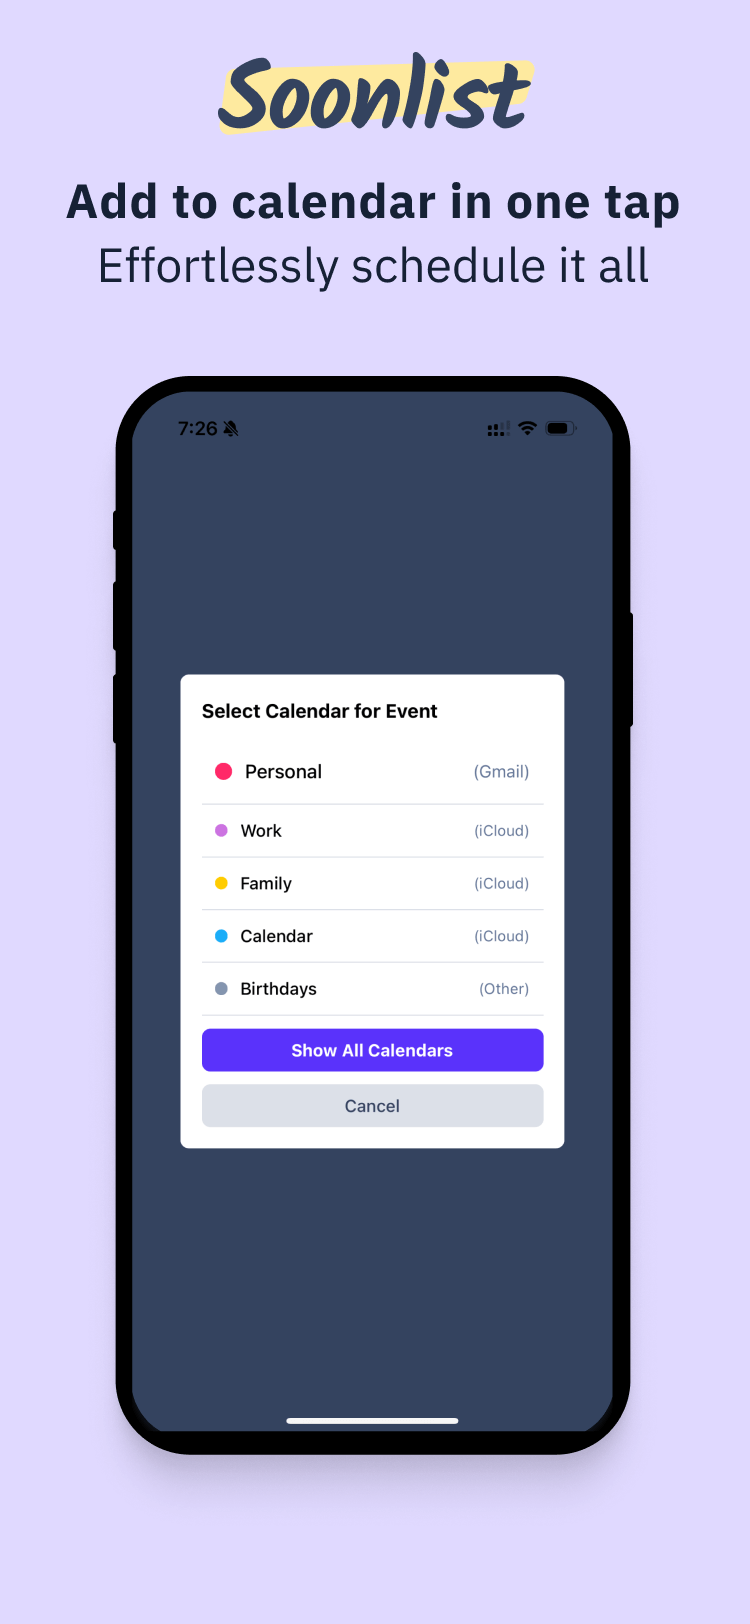 Soonlist
Add to calendar in one tap
Effortlessly schedule it all
7:26
Select Calendar for Event
Personal (Gmail)
Work (iCloud)
Family (iCloud)
Calendar (iCloud)
Birthdays (Other)
Show All Calendars
Cancel